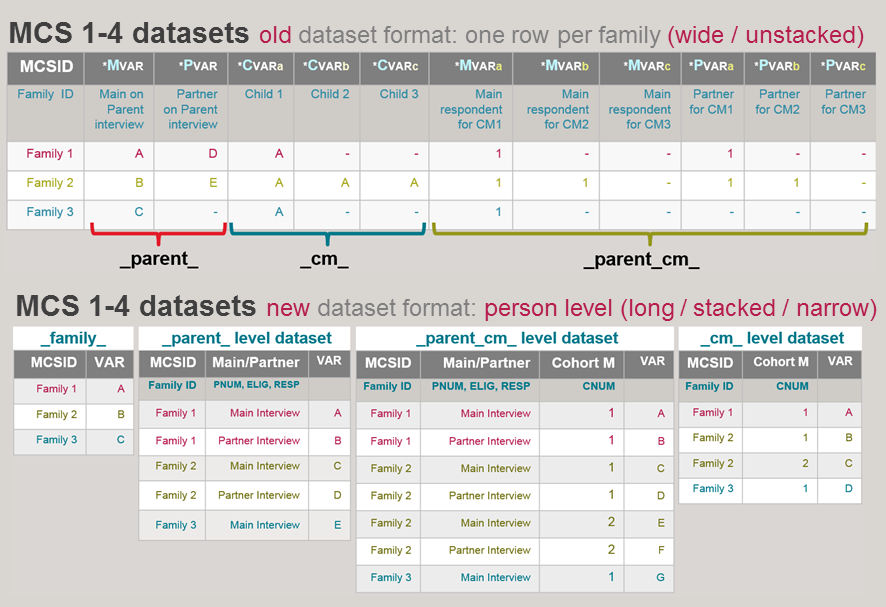 MCS 1-4 datasets old dataset format: one row per family (wide / unstacked)
MCSID *MVAR *PVAR *CVARa *CVARb *CVARc *MVARa *MVARb *MVARc *PVARa *PVARb *PVARc
Family ID Main on Parent interview Partner on Parent interview Child 1 Child 2 Child 3 Main respondent for CM1 Main respondent for CM2 Main respondent for CM3 Partner for CM1 Partner for CM2 Partner for CM3
Family 1 A D A - - 1 - - 1 - -
Family 2 B E A A A 1 1 - 1 1 -
Family 3 C - A - - 1 - - - - -
_parent_ _cm_ _parent_cm_
MCS 1-4 datasets new dataset format: person level (long / stacked / narrow)
_family_
MCSID VAR
Family 1 A
Family 2 B
Family 3 C
_parent_ level dataset
MCSID Main/Partner VAR
Family ID PNUM, ELIG, RESP
Family 1 Main Interview A
Family 1 Partner Interview B
Family 2 Main Interview C
Family 2 Partner Interview D
Family 3 Main Interview E
_parent_cm_ level dataset
MCSID Main/Partner Cohort M VAR
Family ID PNUM, ELIG, RESP CNUM
Family 1 Main Interview 1 A
Family 1 Partner Interview 1 B
Family 2 Main Interview 1 C
Family 2 Partner Interview 1 D
Family 2 Main Interview 2 E
Family 2 Partner Interview 2 F
Family 3 Main Interview 1 G
_cm_ level dataset
MCSID Cohort M VAR
Family ID CNUM
Family 1 1 A
Family 2 1 B
Family 2 2 C
Family 3 1 D